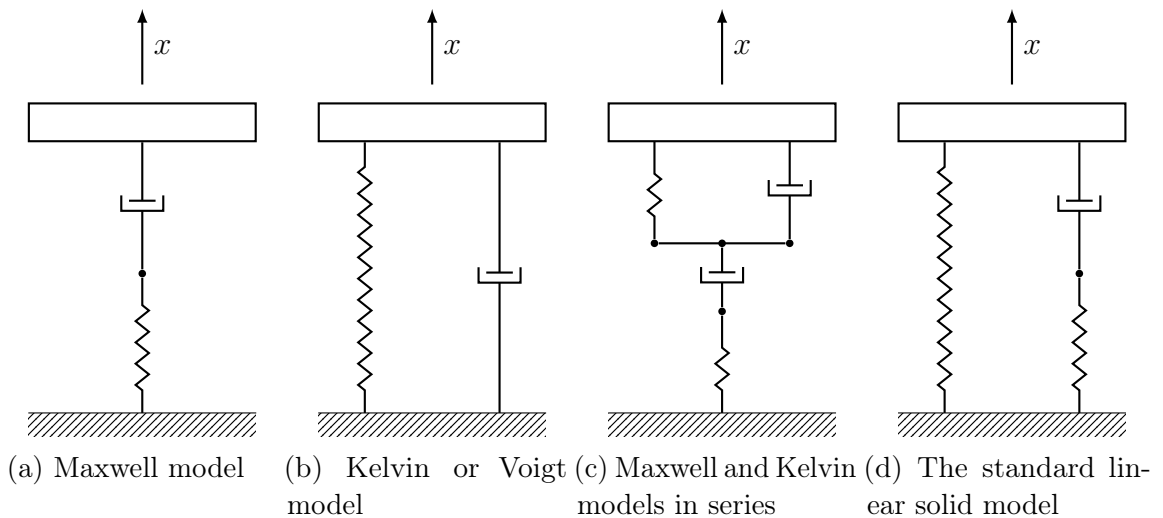 x
x
x
x
(a) Maxwell model
(b) Kelvin or Voigt
model
(c) Maxwell and Kelvin
models in series
(d) The standard lin-
ear solid model